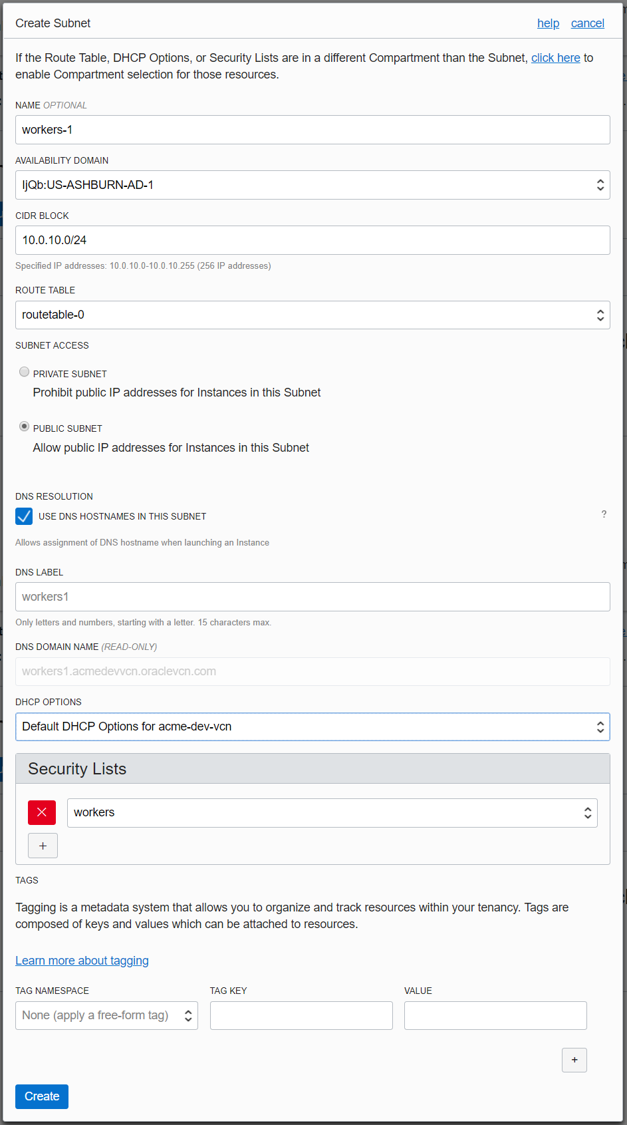 Create Subnet help cancel
If the Route Table, DHCP Options, or Security Lists are in a different Compartment than the Subnet, click here to
enable Compartment selection for those resources.
NAME OPTIONAL
workers-1
AVAILABILITY DOMAIN
IjQb:US-ASHBURN-AD-1
CIDR BLOCK
10.0.10.0/24
Specified IP addresses: 10.0.10.0-10.0.10.255 (256 IP addresses)
ROUTE TABLE
routetable-0
SUBNET ACCESS
PRIVATE SUBNET
Prohibit public IP addresses for Instances in this Subnet
PUBLIC SUBNET
Allow public IP addresses for Instances in this Subnet
DNS RESOLUTION
USE DNS HOSTNAMES IN THIS SUBNET ?
Allows assignment of DNS hostname when launching an Instance
DNS LABEL
workers1
Only letters and numbers, starting with a letter. 15 characters max.
DNS DOMAIN NAME (READ-ONLY)
workers1.acmedevvcn.oraclevcn.com
DHCP OPTIONS
Default DHCP Options for acme-dev-vcn
Security Lists
workers
+
TAGS
Tagging is a metadata system that allows you to organize and track resources within your tenancy. Tags are
composed of keys and values which can be attached to resources.
Learn more about tagging
TAG NAMESPACE TAG KEY VALUE
None (apply a free-form tag)
+
Create